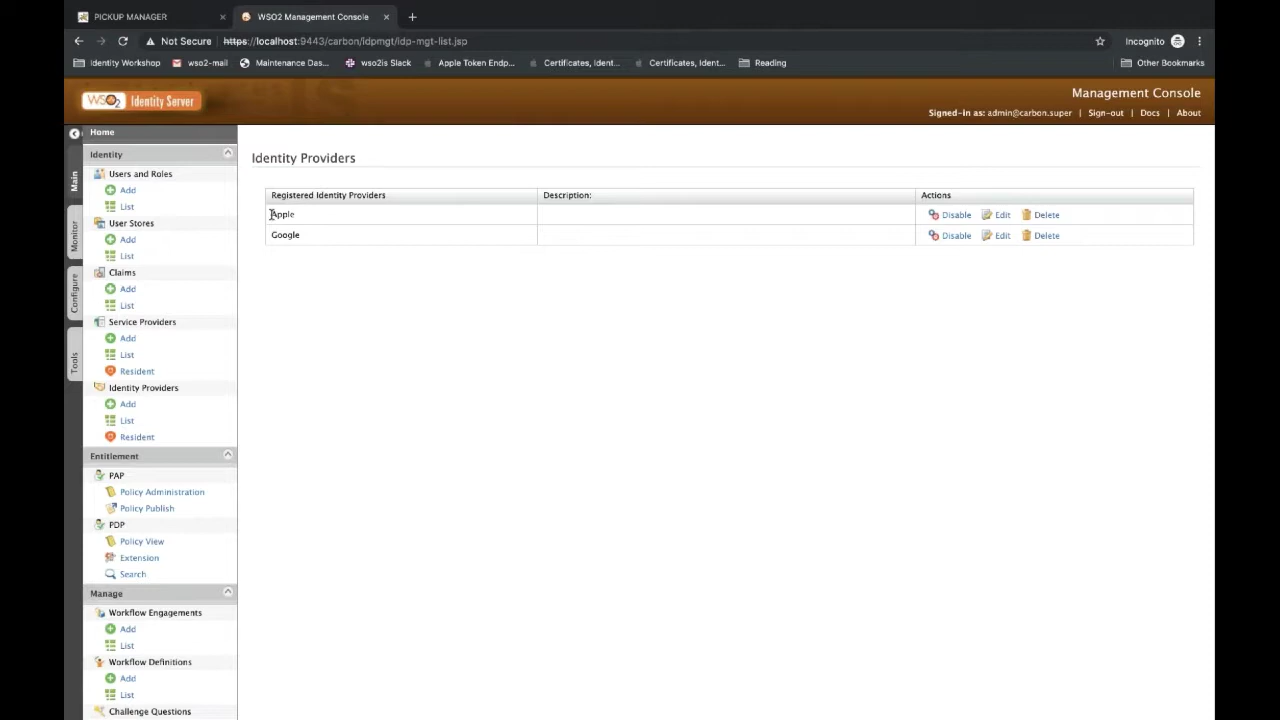 PICKUP MANAGER
WSO2 Management Console
Not Secure https://localhost:9443/carbon/idpmgt/idp-mgt-list.jsp
Incognito
Identity Workshop wso2-mail Maintenance Das... wso2is Slack Apple Token Endp... Certificates, Ident... Certificates, Ident... Reading Other Bookmarks
WSO2 Identity Server
Management Console
Signed-in as: admin@carbon.super | Sign-out | Docs | About
Main
Monitor
Configure
Tools
Home
Identity
Users and Roles
Add
List
User Stores
Add
List
Claims
Add
List
Service Providers
Add
List
Resident
Identity Providers
Add
List
Resident
Entitlement
PAP
Policy Administration
Policy Publish
PDP
Policy View
Extension
Search
Manage
Workflow Engagements
Add
List
Workflow Definitions
Add
List
Challenge Questions
Identity Providers
Registered Identity Providers Description: Actions
Apple Disable Edit Delete
Google Disable Edit Delete